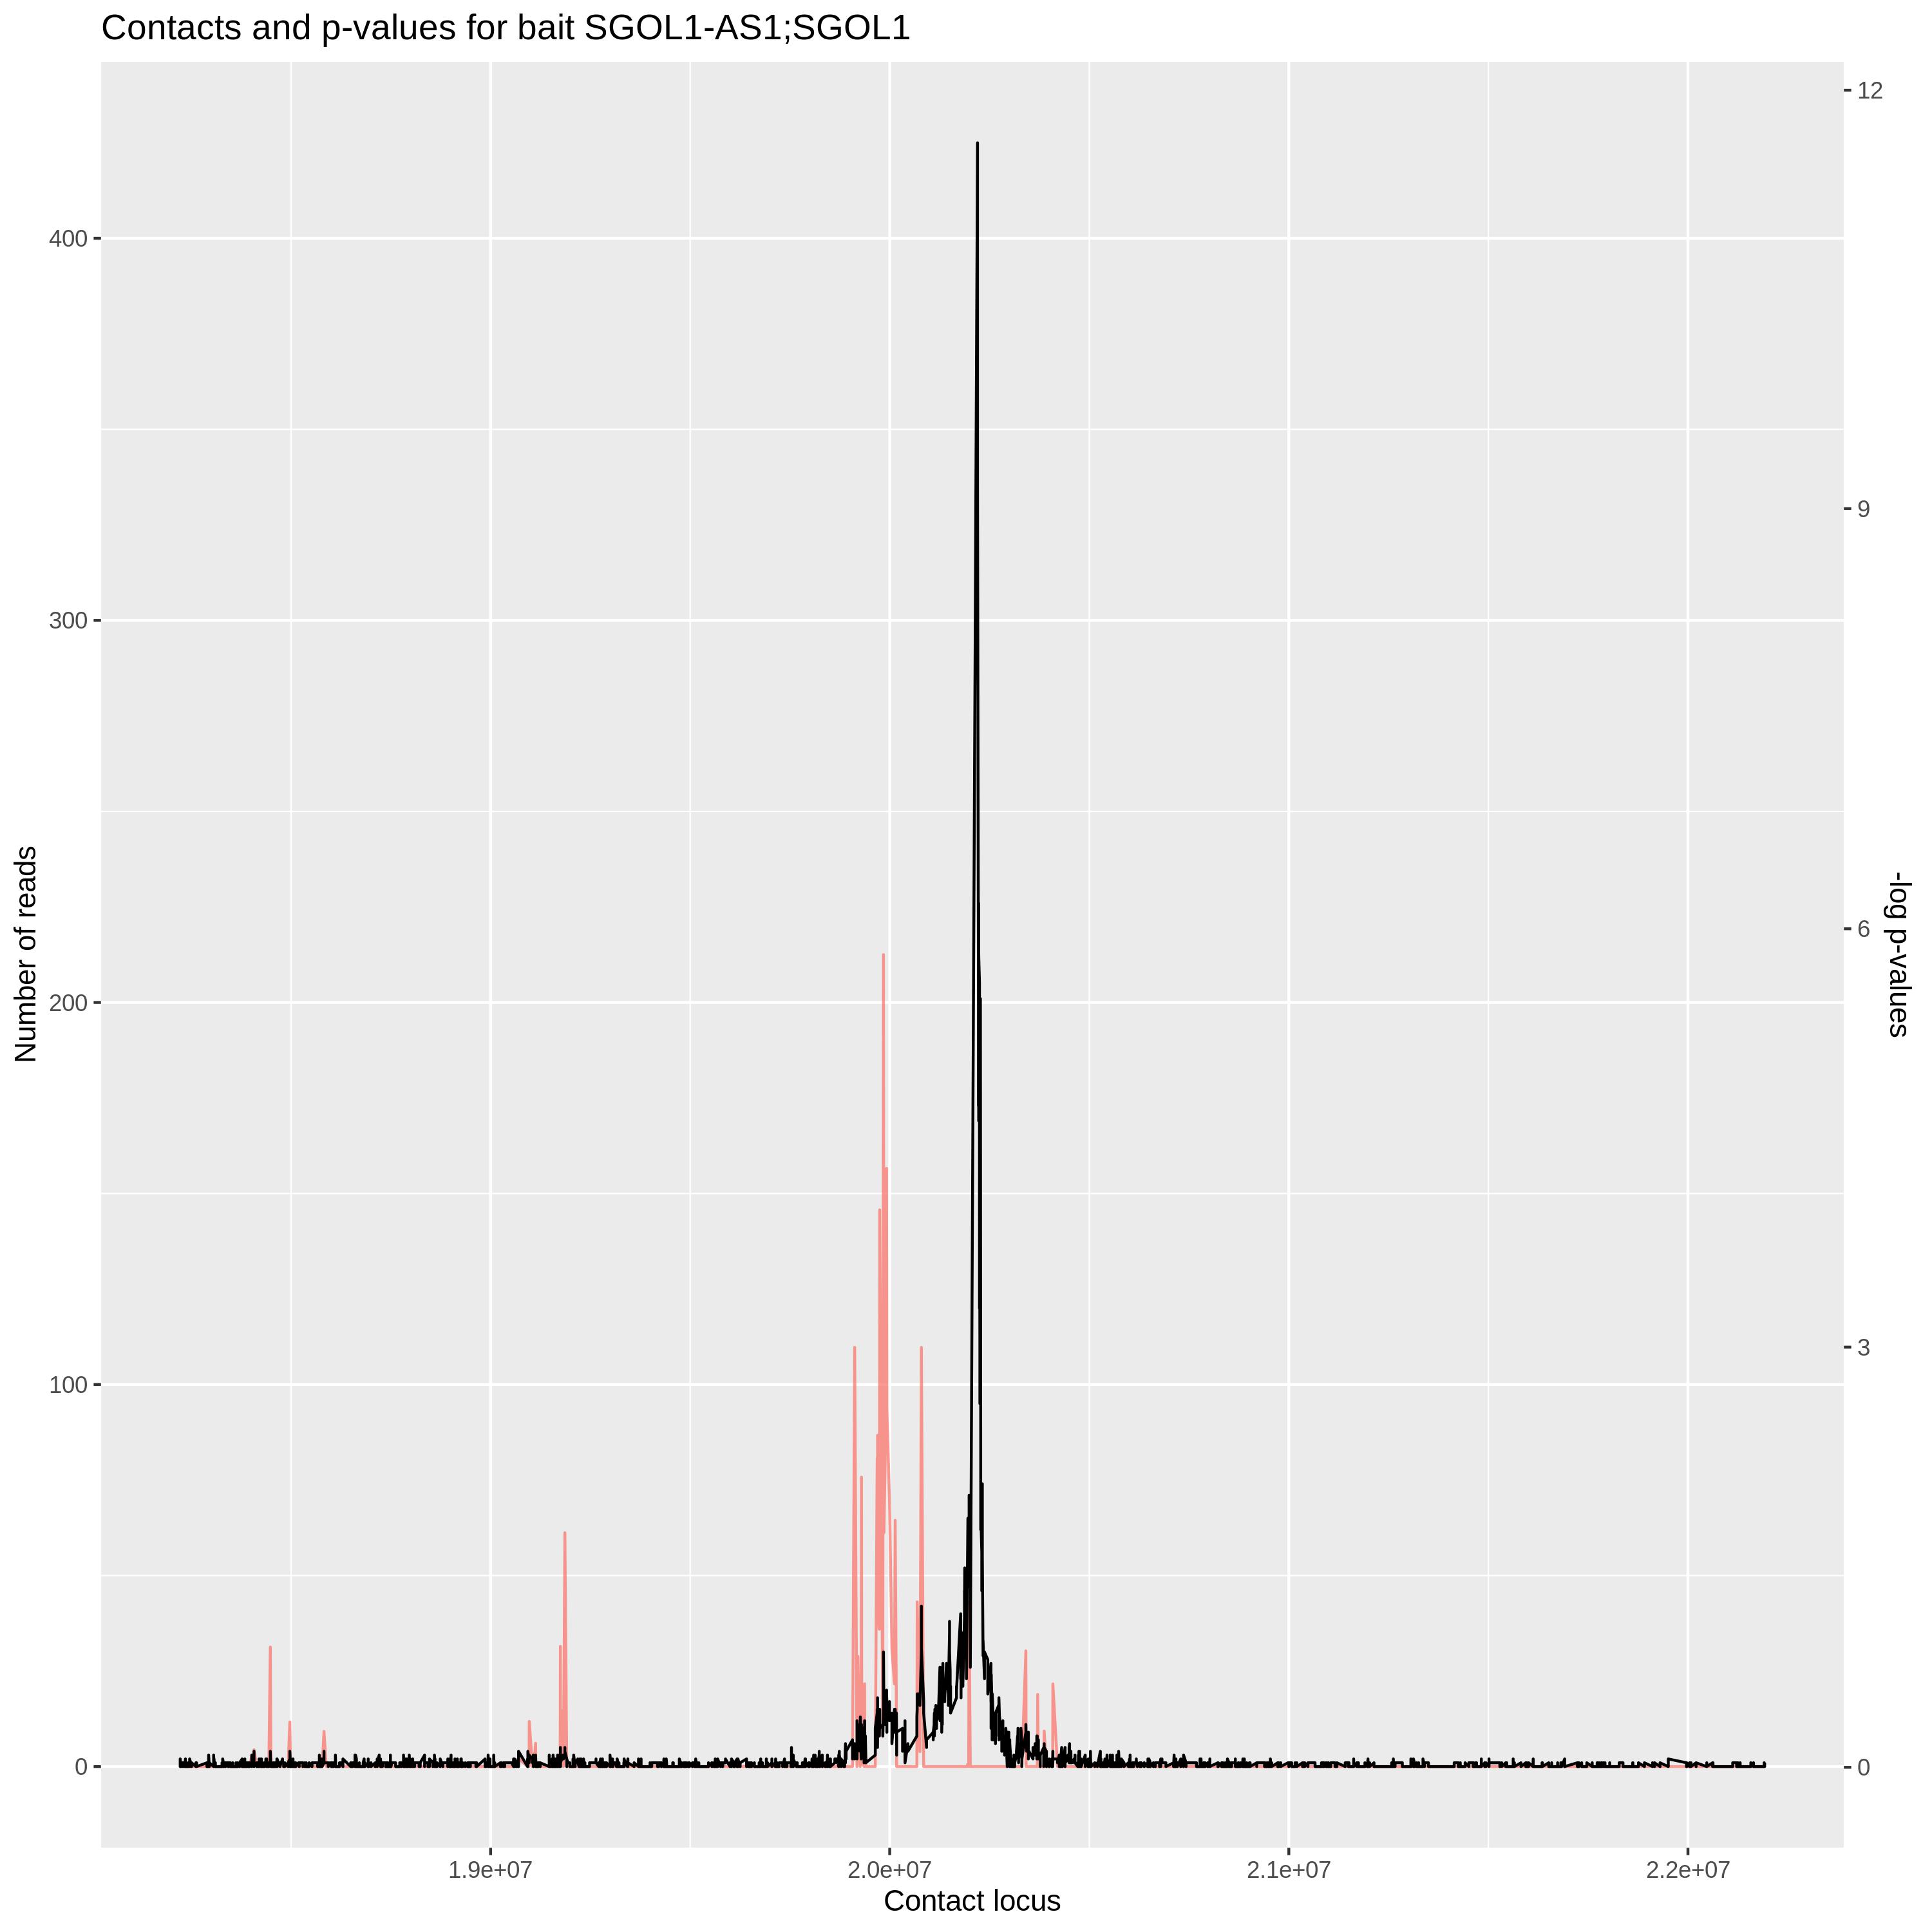 Contacts and p-values for bait SGOL1-AS1;SGOL1
Number of reads
400
300
200
100
0
12
9
6
3
0
-log p-values
1.9e+07 2.0e+07 2.1e+07 2.2e+07
Contact locus